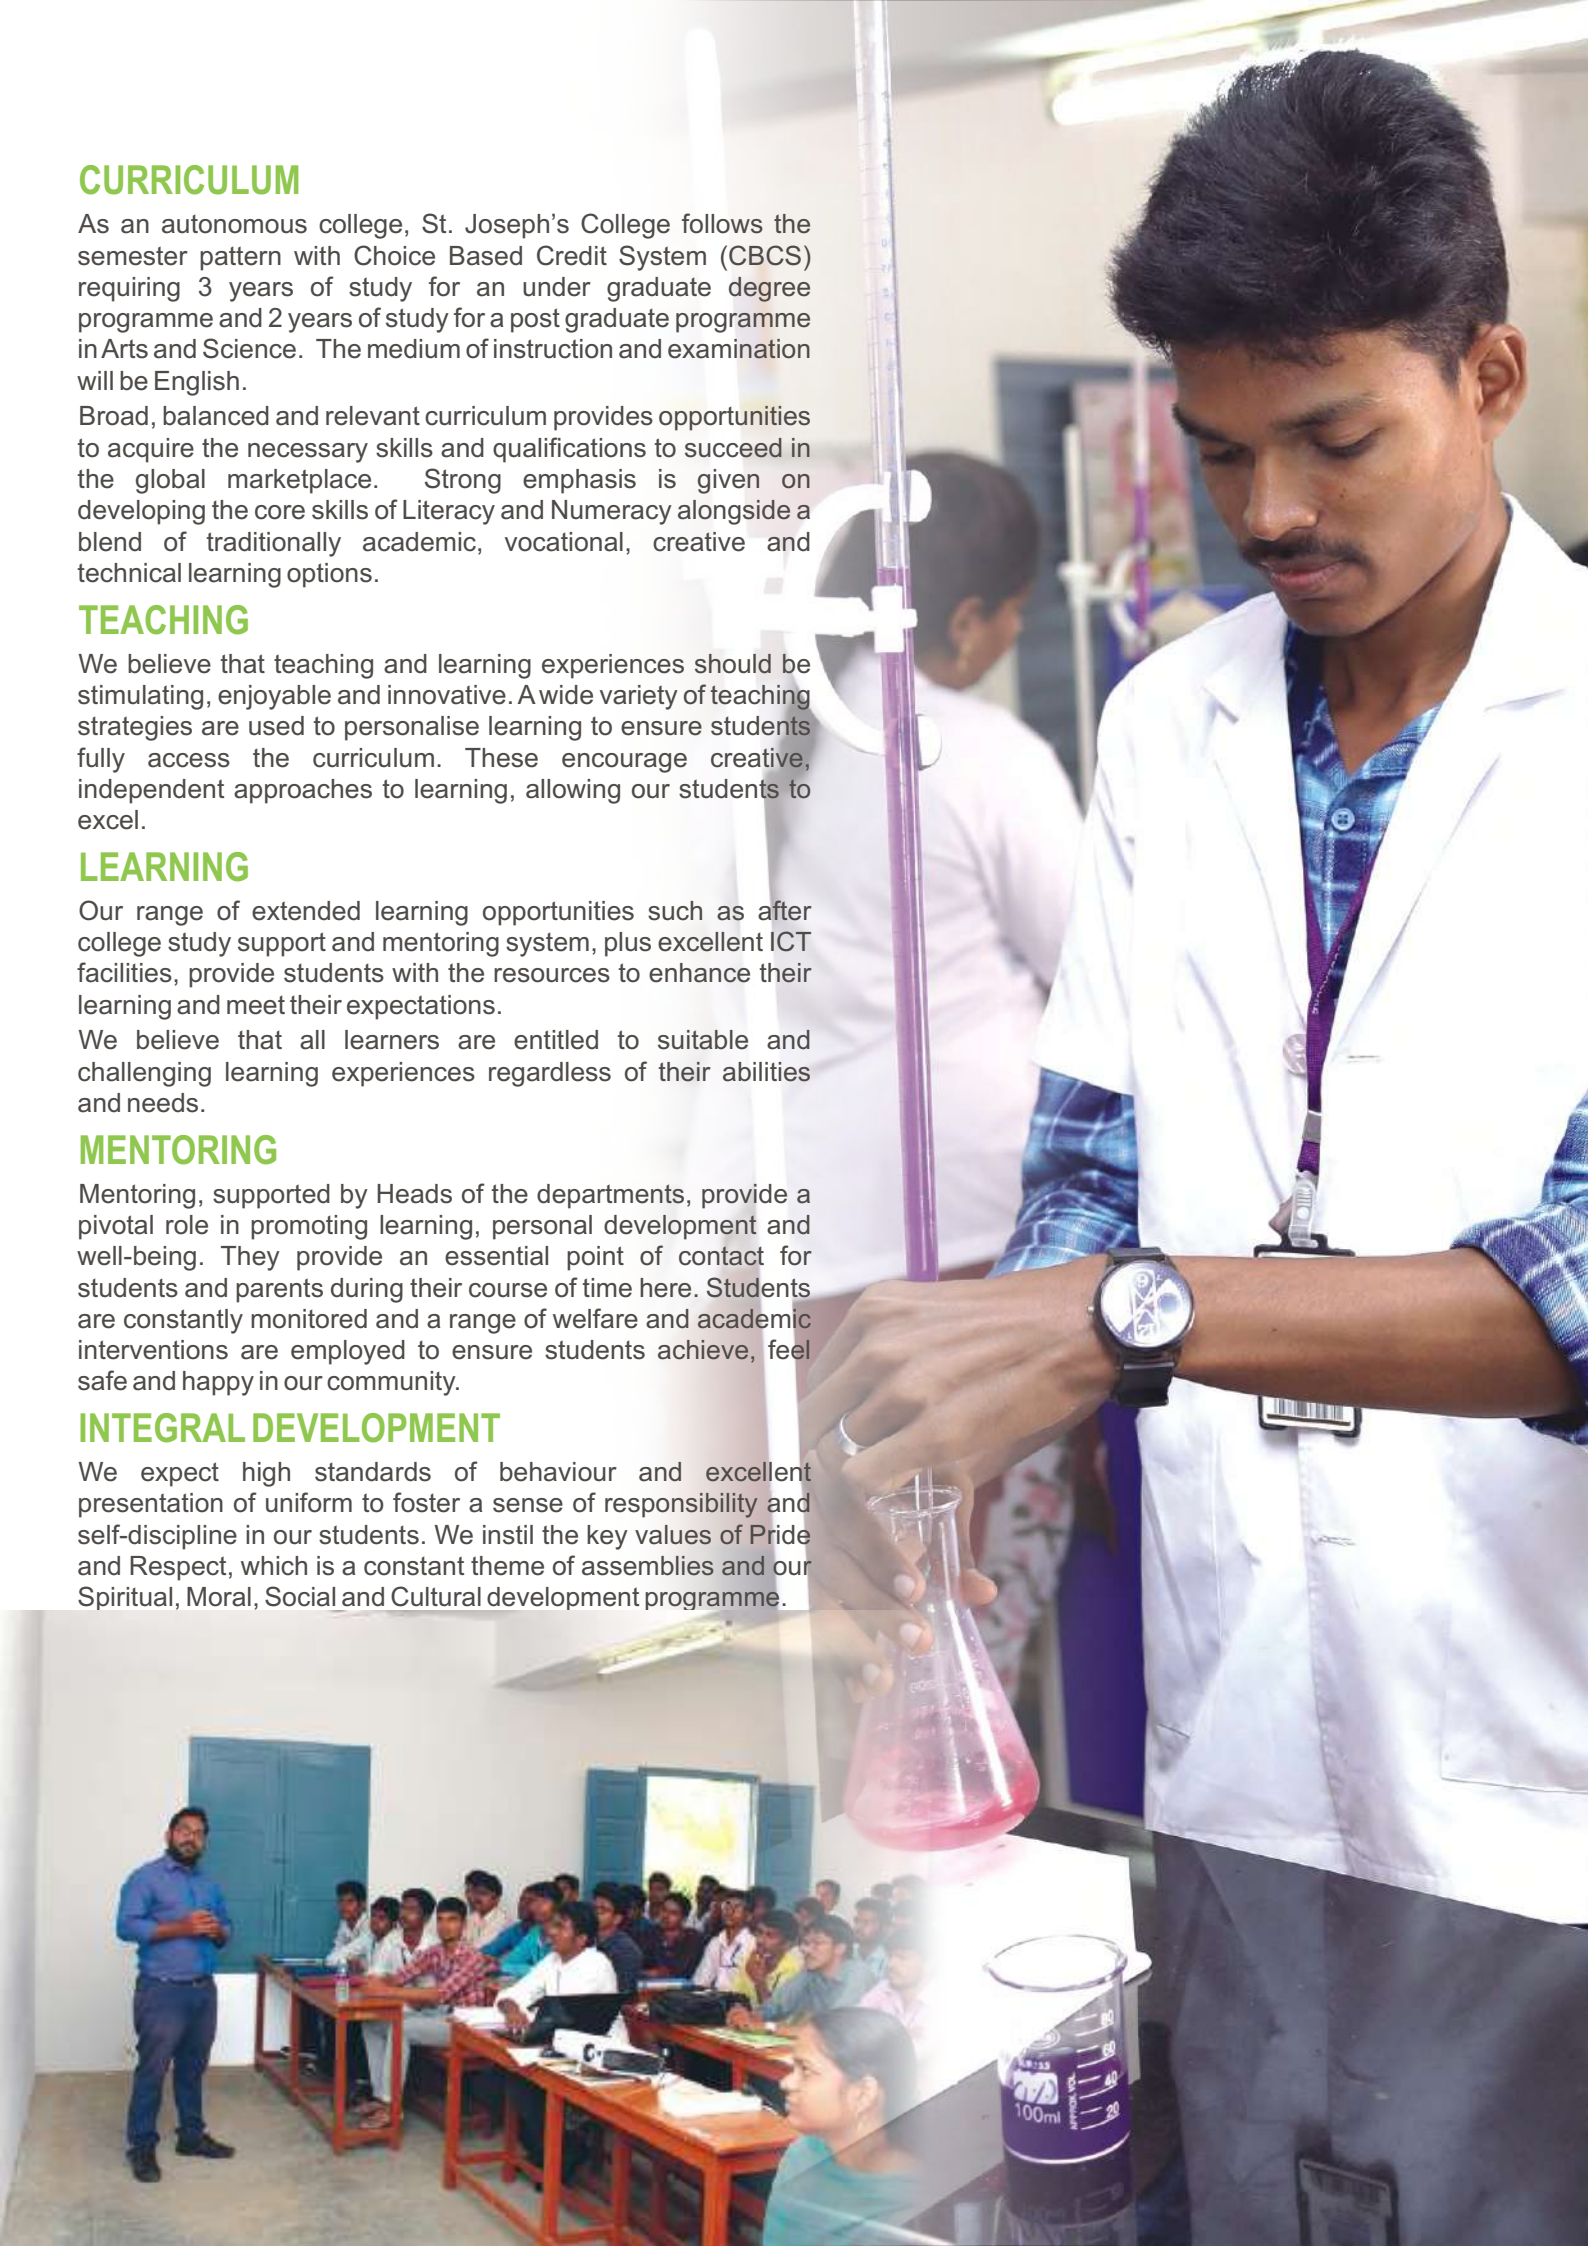 CURRICULUM
As an autonomous college, St. Joseph’s College follows the
semester pattern with Choice Based Credit System (CBCS)
requiring 3 years of study for an under graduate degree
programme and 2 years of study for a post graduate programme
in Arts and Science. The medium of instruction and examination
will be English.
Broad, balanced and relevant curriculum provides opportunities
to acquire the necessary skills and qualifications to succeed in
the global marketplace. Strong emphasis is given on
developing the core skills of Literacy and Numeracy alongside a
blend of traditionally academic, vocational, creative and
technical learning options.
TEACHING
We believe that teaching and learning experiences should be
stimulating, enjoyable and innovative. A wide variety of teaching
strategies are used to personalise learning to ensure students
fully access the curriculum. These encourage creative,
independent approaches to learning, allowing our students to
excel.
LEARNING
Our range of extended learning opportunities such as after
college study support and mentoring system, plus excellent ICT
facilities, provide students with the resources to enhance their
learning and meet their expectations.
We believe that all learners are entitled to suitable and
challenging learning experiences regardless of their abilities
and needs.
MENTORING
Mentoring, supported by Heads of the departments, provide a
pivotal role in promoting learning, personal development and
well-being. They provide an essential point of contact for
students and parents during their course of time here. Students
are constantly monitored and a range of welfare and academic
interventions are employed to ensure students achieve, feel
safe and happy in our community.
INTEGRAL DEVELOPMENT
We expect high standards of behaviour and excellent
presentation of uniform to foster a sense of responsibility and
self-discipline in our students. We instil the key values of Pride
and Respect, which is a constant theme of assemblies and our
Spiritual, Moral, Social and Cultural development programme.
80
60
40
20
100ml
APPROX VOL